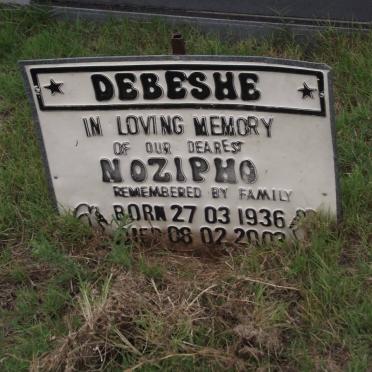 DEBESHE
IN LOVING MEMORY
OF OUR DEAREST
NOZIPHO
REMEMBERED BY FAMILY
BORN 27 03 1936
DIED 08 02 2003